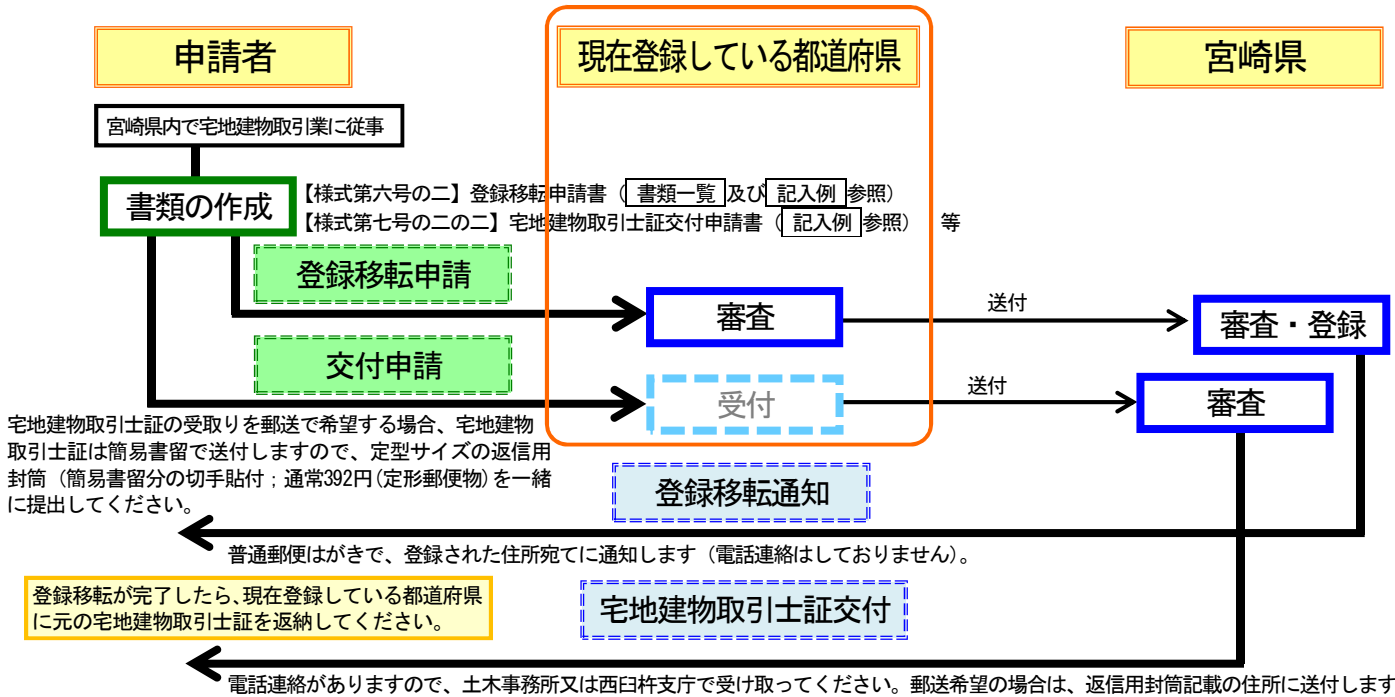 申請者
現在登録している都道府県
宮崎県
宮崎県内で宅地建物取引業に従事
書類の作成
【様式第六号の二】登録移転申請書（ 書類一覧 及び 記入例 参照）
【様式第七号の二の二】宅地建物取引士証交付申請書（ 記入例 参照） 等
登録移転申請
審査
送付
審査・登録
交付申請
受付
送付
審査
宅地建物取引士証の受取りを郵送で希望する場合、宅地建物
取引士証は簡易書留で送付しますので、定型サイズの返信用
封筒（簡易書留分の切手貼付；通常392円(定形郵便物)を一緒
に提出してください。
登録移転通知
普通郵便はがきで、登録された住所宛てに通知します（電話連絡はしておりません）。
登録移転が完了したら、現在登録している都道府県
に元の宅地建物取引士証を返納してください。
宅地建物取引士証交付
電話連絡がありますので、土木事務所又は西臼杵支庁で受け取ってください。郵送希望の場合は、返信用封筒記載の住所に送付します